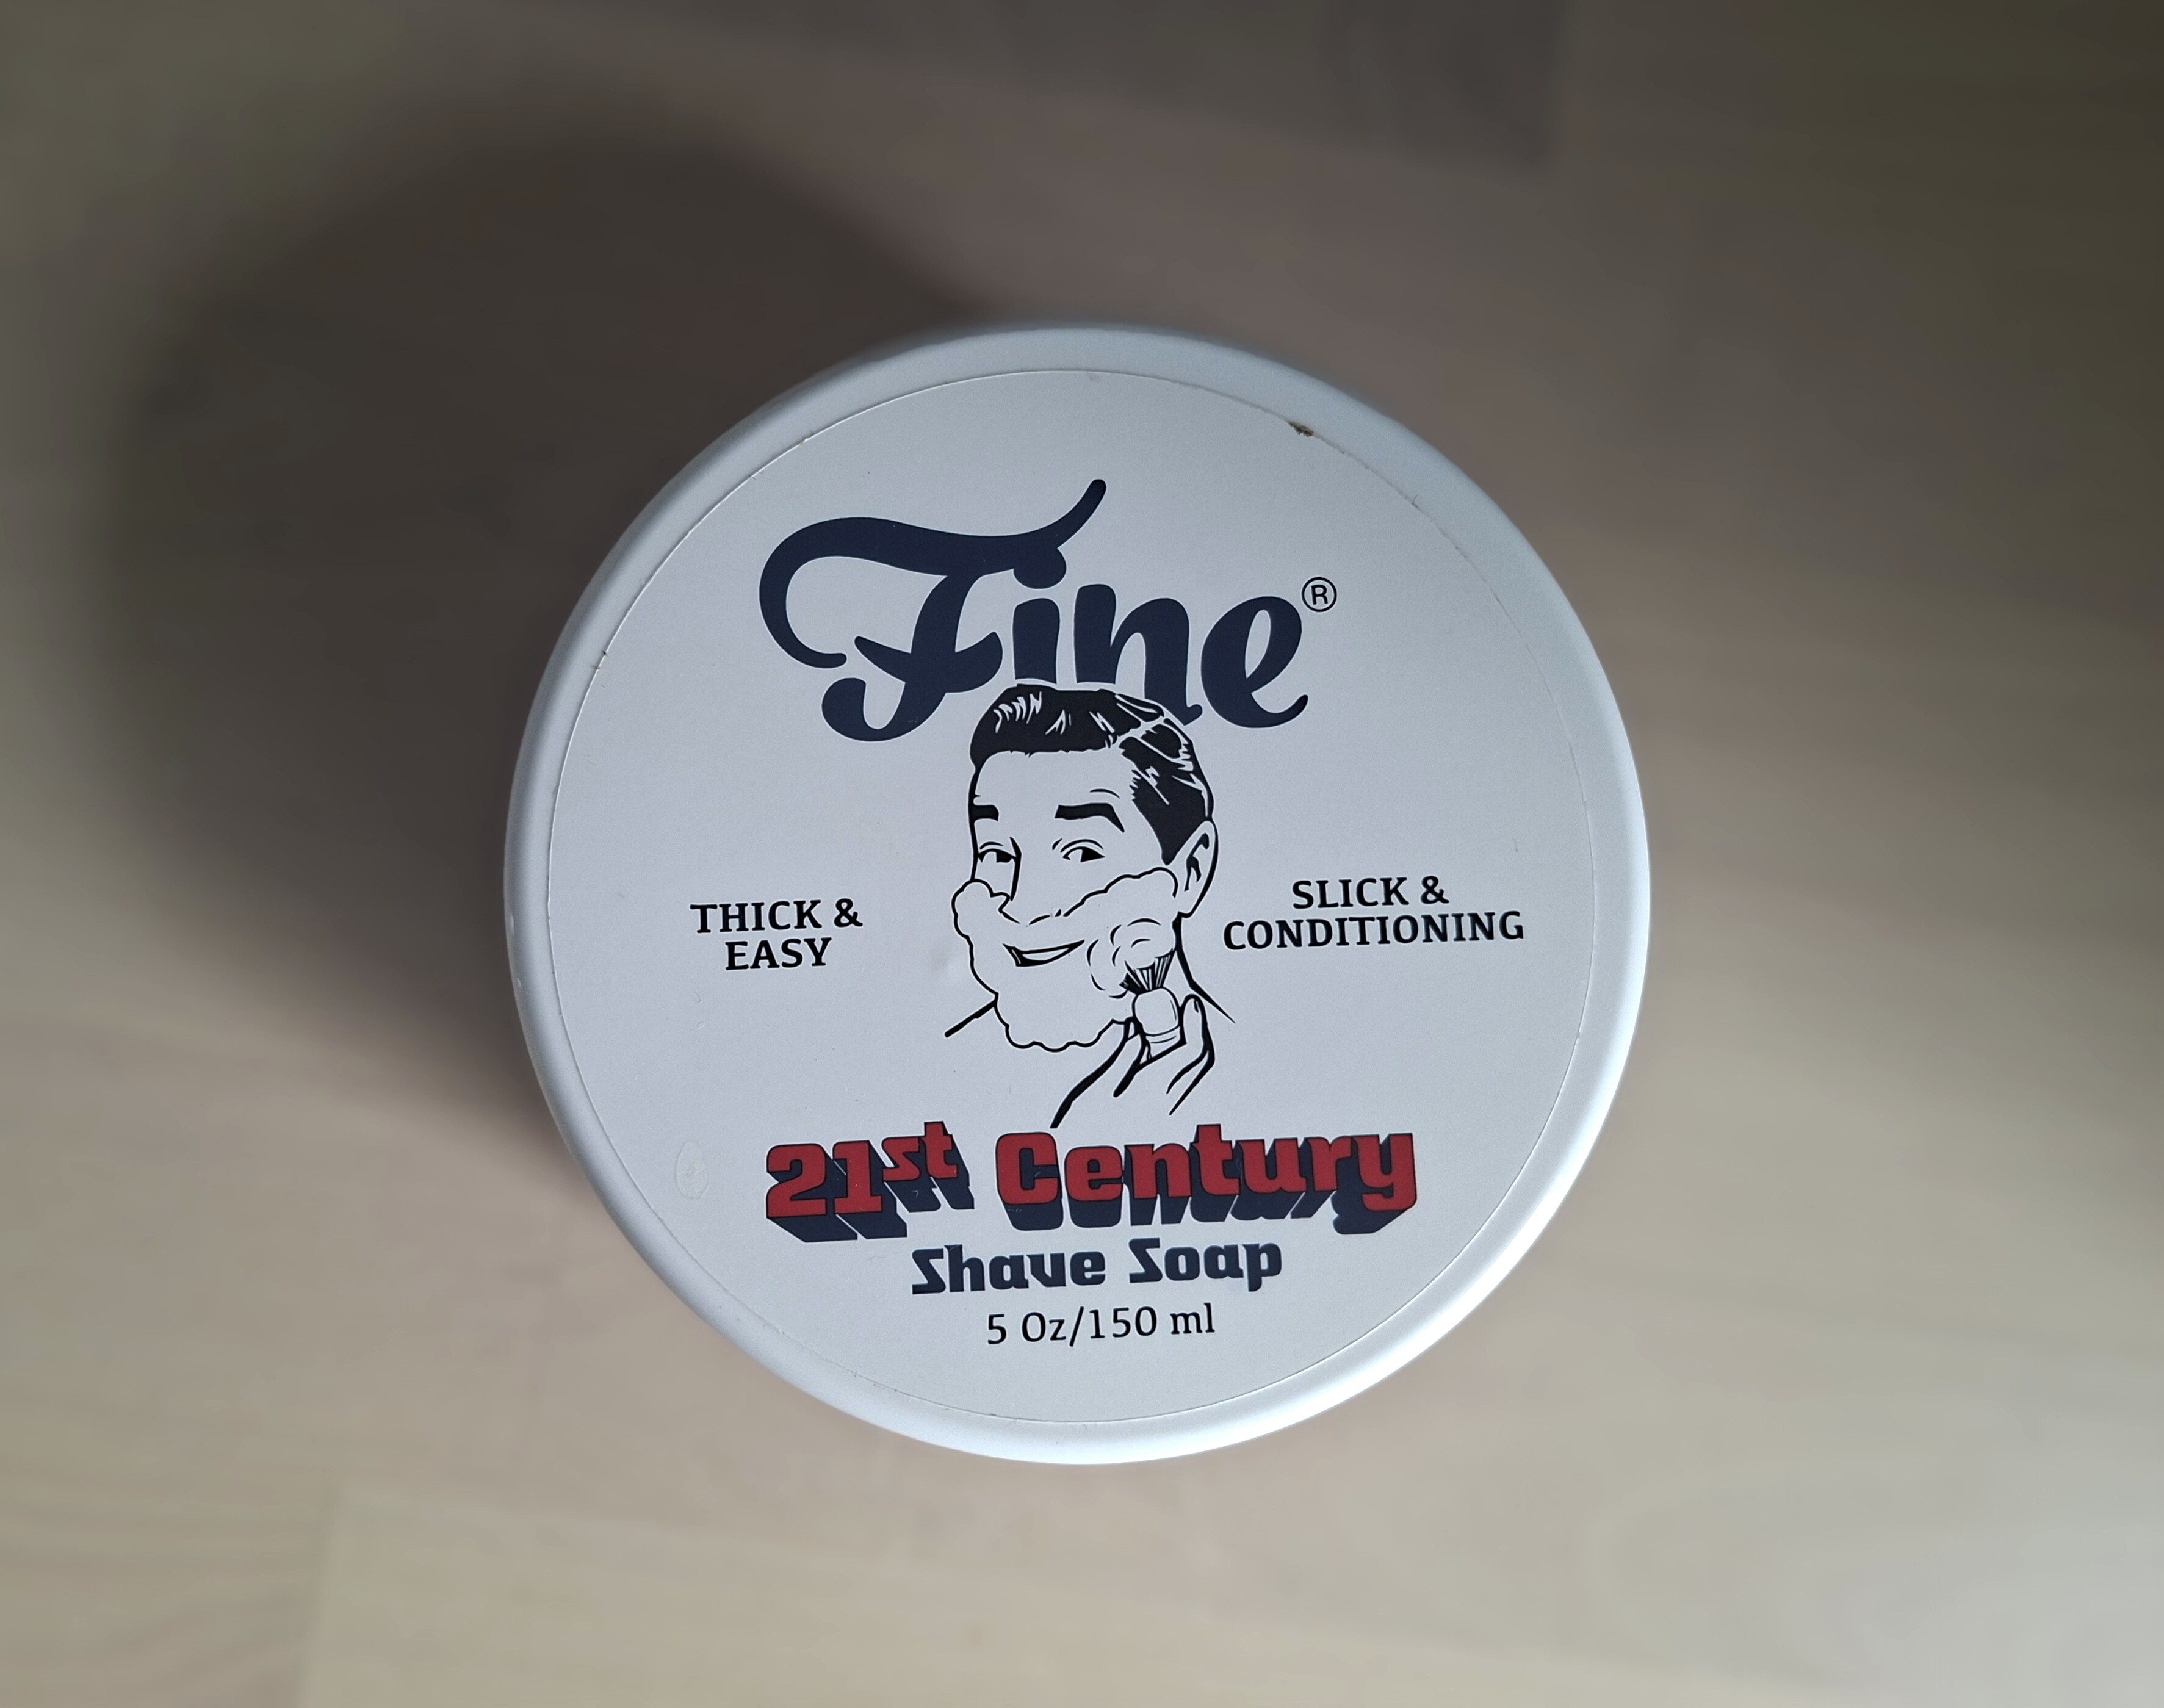 Fine®
THICK &
EASY
SLICK &
CONDITIONING
21st Century
Shave Soap
5 Oz/150 ml